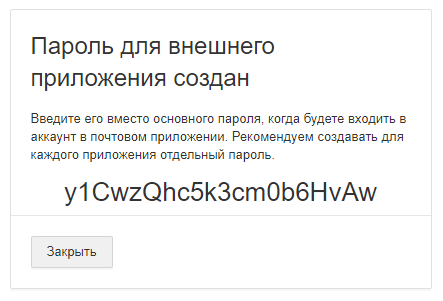 Пароль для внешнего
приложения создан
Введите его вместо основного пароля, когда будете входить в
аккаунт в почтовом приложении. Рекомендуем создавать для
каждого приложения отдельный пароль.
y1CwzQhc5k3cm0b6HvAw
Закрыть